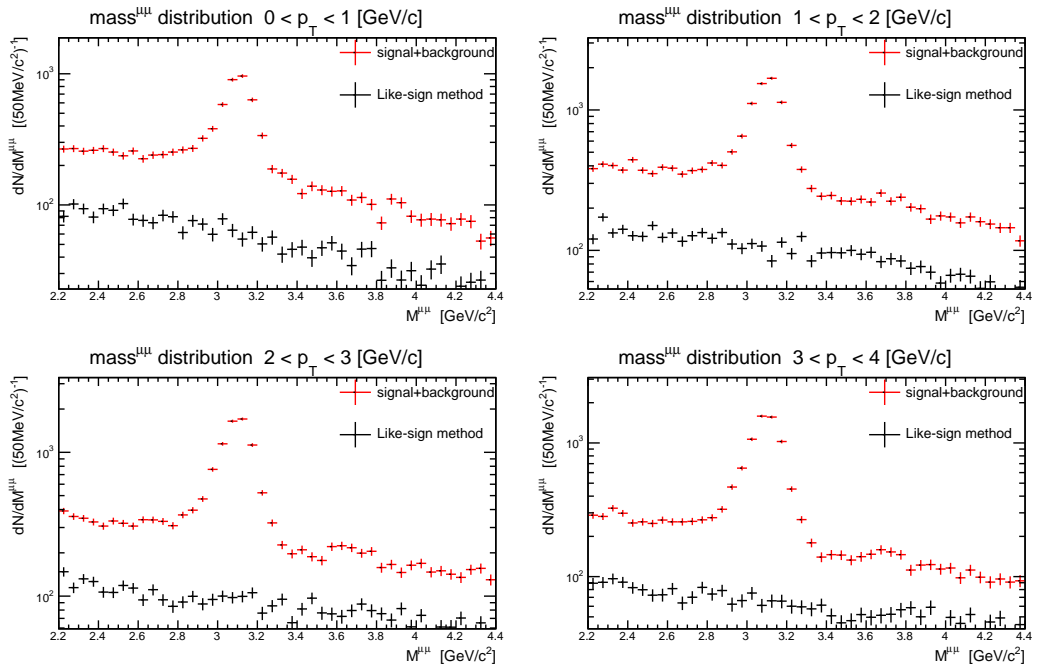 mass^μμ distribution 0 < p_T < 1 [GeV/c]
dN/dM^μμ [(50MeV/c²)⁻¹]
signal+background
Like-sign method
10³
10²
2.2 2.4 2.6 2.8 3 3.2 3.4 3.6 3.8 4 4.2 4.4
M^μμ [GeV/c²]
mass^μμ distribution 1 < p_T < 2 [GeV/c]
dN/dM^μμ [(50MeV/c²)⁻¹]
signal+background
Like-sign method
10³
10²
2.2 2.4 2.6 2.8 3 3.2 3.4 3.6 3.8 4 4.2 4.4
M^μμ [GeV/c²]
mass^μμ distribution 2 < p_T < 3 [GeV/c]
dN/dM^μμ [(50MeV/c²)⁻¹]
signal+background
Like-sign method
10³
10²
2.2 2.4 2.6 2.8 3 3.2 3.4 3.6 3.8 4 4.2 4.4
M^μμ [GeV/c²]
mass^μμ distribution 3 < p_T < 4 [GeV/c]
dN/dM^μμ [(50MeV/c²)⁻¹]
signal+background
Like-sign method
10³
10²
2.2 2.4 2.6 2.8 3 3.2 3.4 3.6 3.8 4 4.2 4.4
M^μμ [GeV/c²]